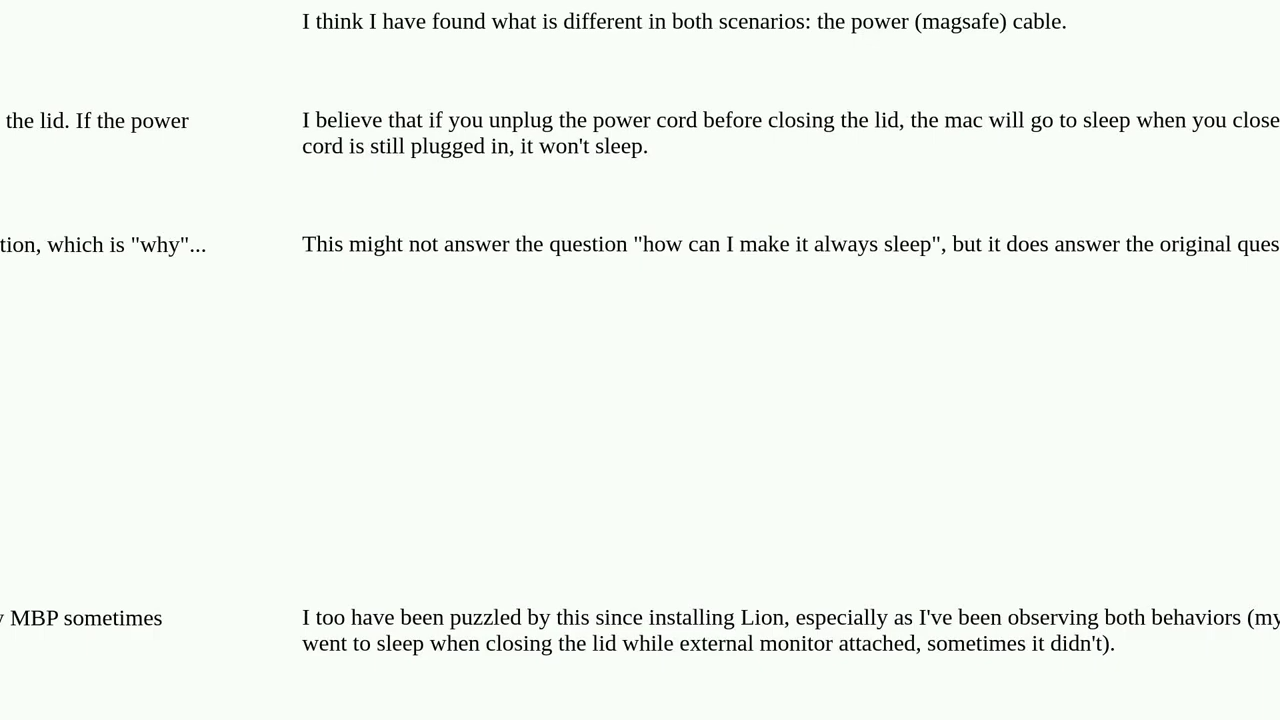 I think I have found what is different in both scenarios: the power (magsafe) cable.
I believe that if you unplug the power cord before closing the lid, the mac will go to sleep when you close the lid. If the power
cord is still plugged in, it won't sleep.
This might not answer the question "how can I make it always sleep", but it does answer the original question, which is "why"...
I too have been puzzled by this since installing Lion, especially as I've been observing both behaviors (my MBP sometimes
went to sleep when closing the lid while external monitor attached, sometimes it didn't).